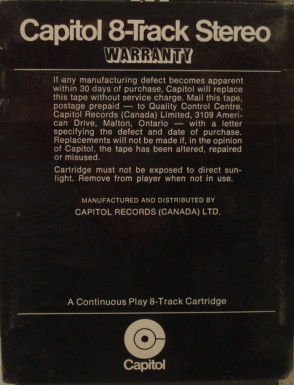 Capitol 8-Track Stereo
WARRANTY
If any manufacturing defect becomes apparent
within 30 days of purchase, Capitol will replace
this tape without service charge. Mail this tape,
postage prepaid — to Quality Control Centre,
Capitol Records (Canada) Limited, 3109 Ameri-
can Drive, Malton, Ontario — with a letter
specifying the defect and date of purchase.
Replacements will not be made if, in the opinion
of Capitol, the tape has been altered, repaired
or misused.
Cartridge must not be exposed to direct sun-
light. Remove from player when not in use.
MANUFACTURED AND DISTRIBUTED BY
CAPITOL RECORDS (CANADA) LTD.
A Continuous Play 8-Track Cartridge
Capitol